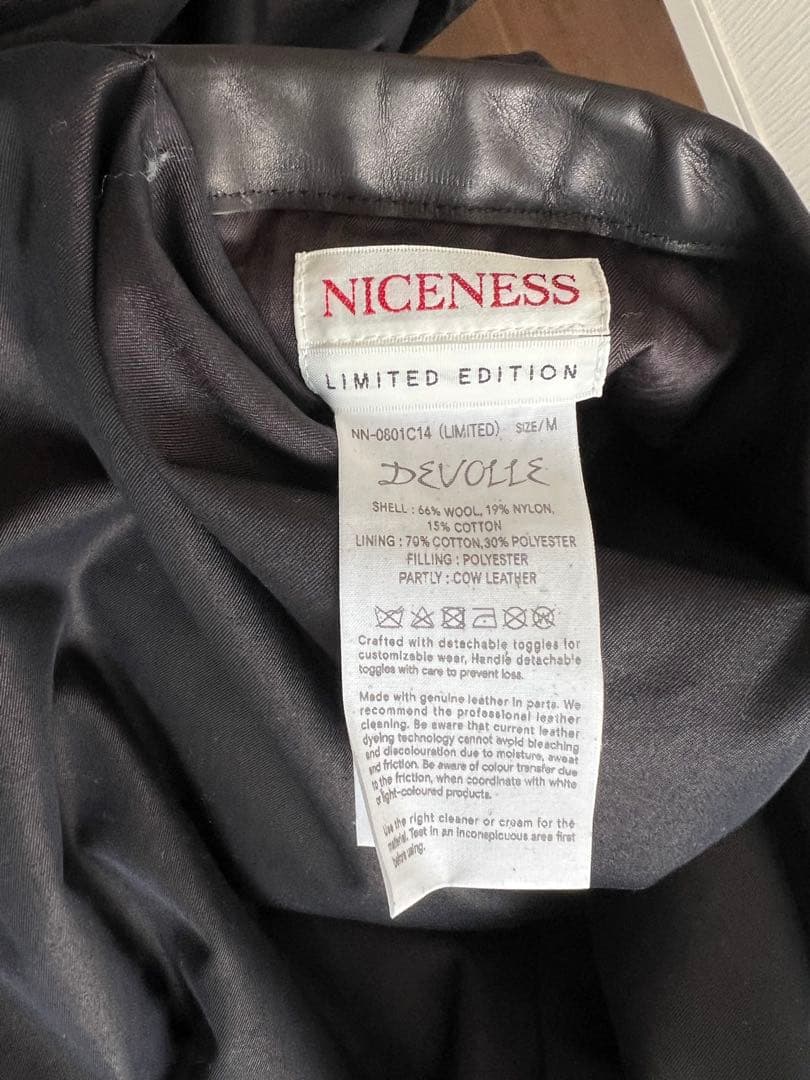 NICENESS
LIMITED EDITION
NN-0801C14 (LIMITED) SIZE/M
DEVOLLE
SHELL : 66% WOOL, 19% NYLON,
15% COTTON
LINING : 70% COTTON, 30% POLYESTER
FILLING : POLYESTER
PARTLY : COW LEATHER
Crafted with detachable toggles for
customizable wear, Handle detachable
toggles with care to prevent loss.
Made with genuine leather in parts. We
recommend the professional leather
cleaning. Be aware that current leather
dyeing technology cannot avoid bleaching
and discolouration due to moisture, sweat
and friction. Be aware of colour transfer due
to the friction, when coordinate with white
or light-coloured products.
Use the right cleaner or cream for the
material, Test in an inconspicuous area first
before using.